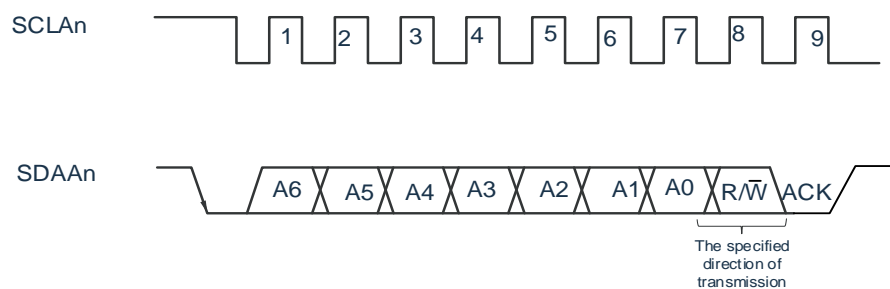 SCLAn
1 2 3 4 5 6 7 8 9
SDAAn
A6 A5 A4 A3 A2 A1 A0 R/W̅ ACK
The specified
direction of
transmission